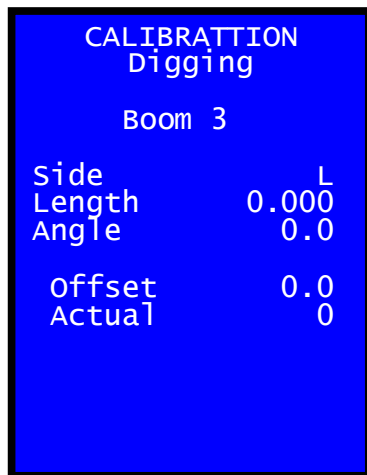 CALIBRATTION
Digging
Boom 3
Side L
Length 0.000
Angle 0.0
Offset 0.0
Actual 0